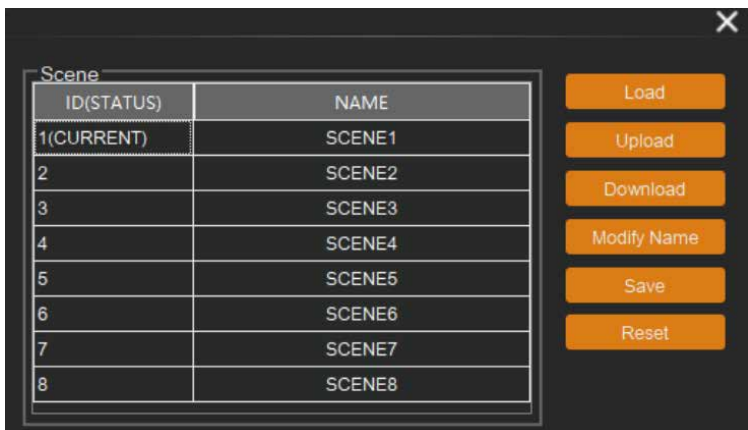 Scene
ID(STATUS) NAME
1(CURRENT) SCENE1
2 SCENE2
3 SCENE3
4 SCENE4
5 SCENE5
6 SCENE6
7 SCENE7
8 SCENE8
Load
Upload
Download
Modify Name
Save
Reset